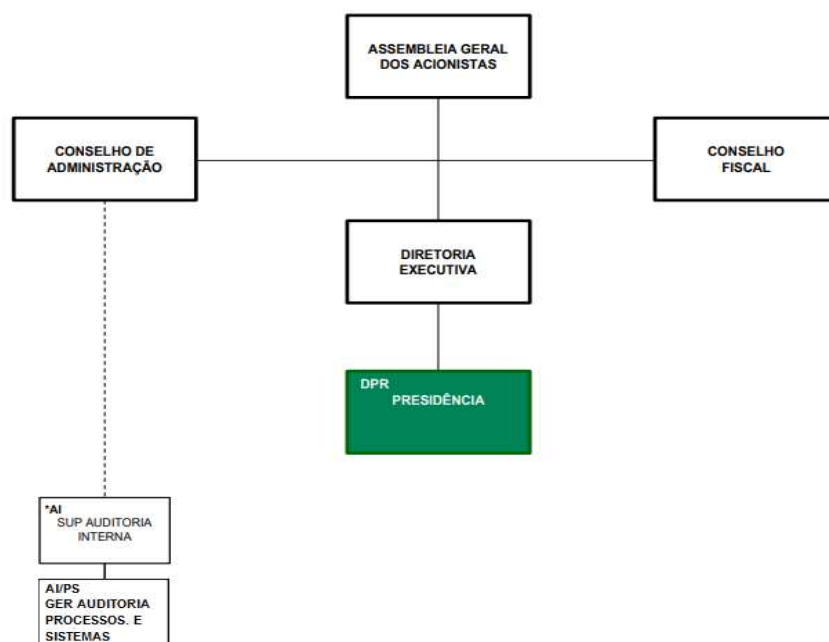 ASSEMBLEIA GERAL
DOS ACIONISTAS
CONSELHO DE
ADMINISTRAÇÃO
CONSELHO
FISCAL
DIRETORIA
EXECUTIVA
DPR
PRESIDÊNCIA
*AI
SUP AUDITORIA
INTERNA
AI/PS
GER AUDITORIA
PROCESSOS. E
SISTEMAS